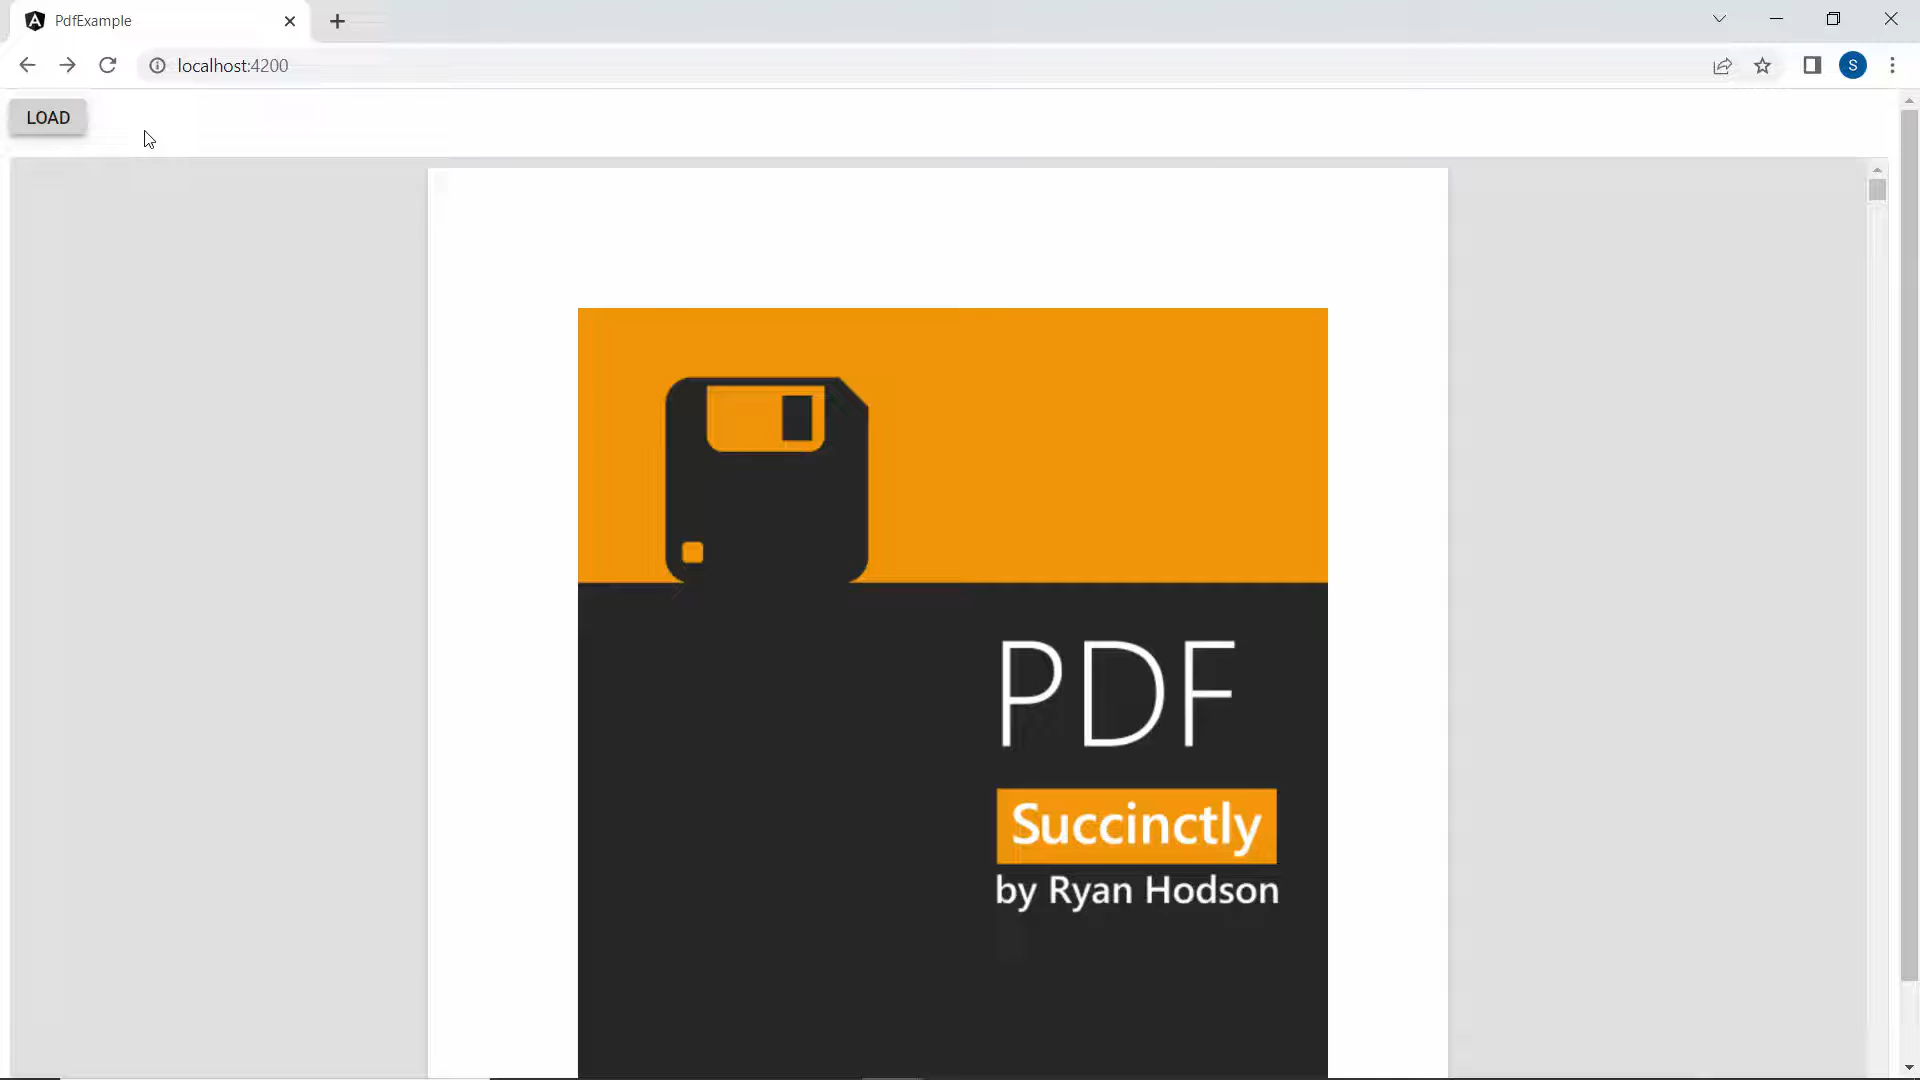 PdfExample
localhost:4200
S
LOAD
PDF
Succinctly
by Ryan Hodson